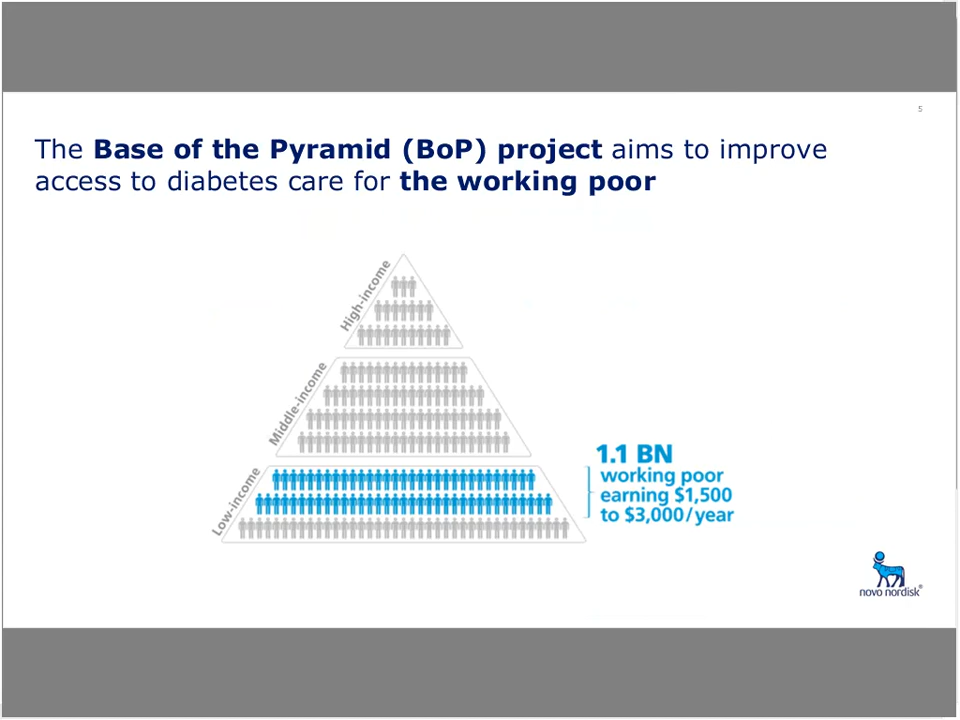 5
The Base of the Pyramid (BoP) project aims to improve
access to diabetes care for the working poor
High-income
Middle-income
Low-income
1.1 BN
working poor
earning $1,500
to $3,000/year
novo nordisk®